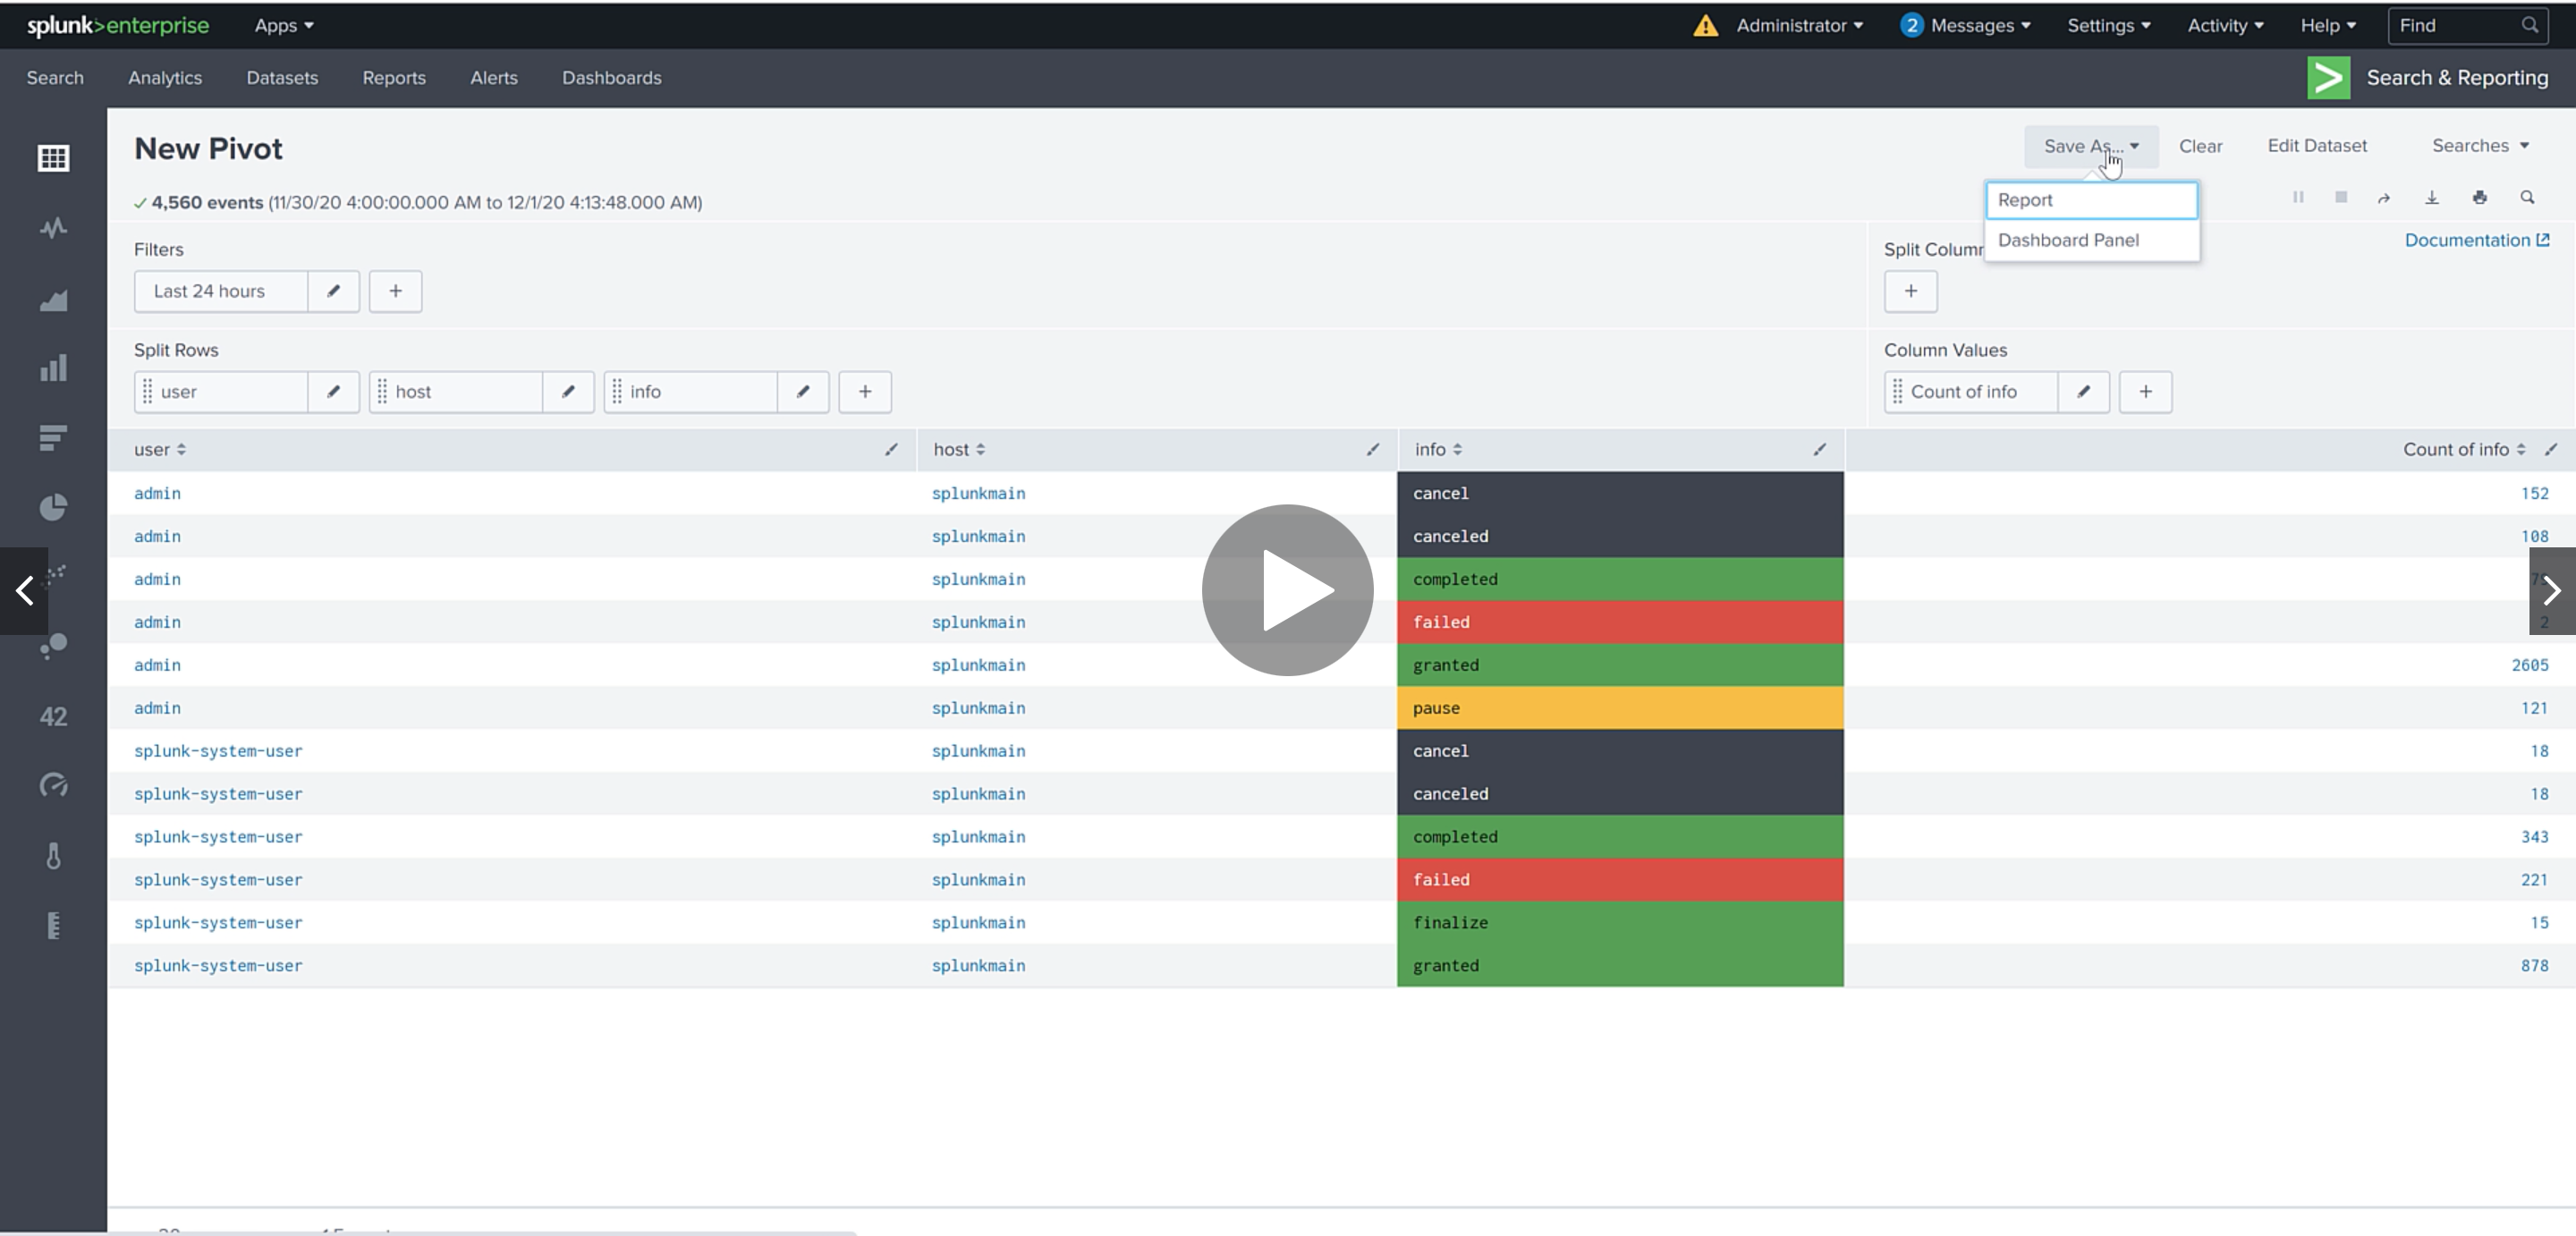 splunk>enterprise Apps Administrator 2 Messages Settings Activity Help Find
Search Analytics Datasets Reports Alerts Dashboards Search & Reporting
New Pivot Save As... Clear Edit Dataset Searches
4,560 events (11/30/20 4:00:00.000 AM to 12/1/20 4:13:48.000 AM)
Report
Dashboard Panel
Documentation
Filters
Last 24 hours +
Split Column
+
Split Rows
user host info +
Column Values
Count of info +
user host info Count of info
admin splunkmain cancel 152
admin splunkmain canceled 108
admin splunkmain completed
admin splunkmain failed 2
admin splunkmain granted 2605
admin splunkmain pause 121
splunk-system-user splunkmain cancel 18
splunk-system-user splunkmain canceled 18
splunk-system-user splunkmain completed 343
splunk-system-user splunkmain failed 221
splunk-system-user splunkmain finalize 15
splunk-system-user splunkmain granted 878
42